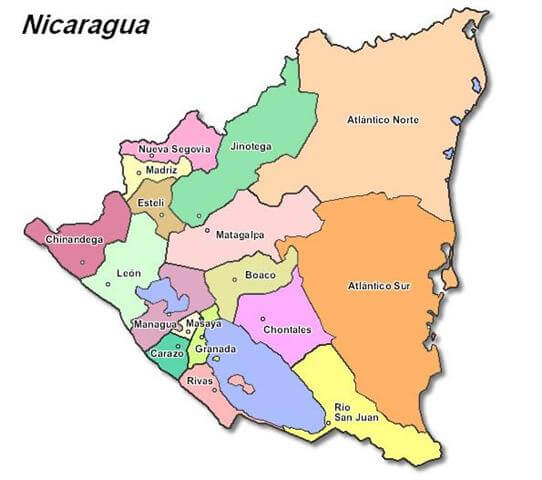 Nicaragua
Atlántico Norte
Nueva Segovia
Jinotega
Madriz
Estelí
Chinandega
Matagalpa
León
Boaco
Atlántico Sur
Managua
Masaya
Chontales
Carazo
Granada
Rivas
Río
San Juan